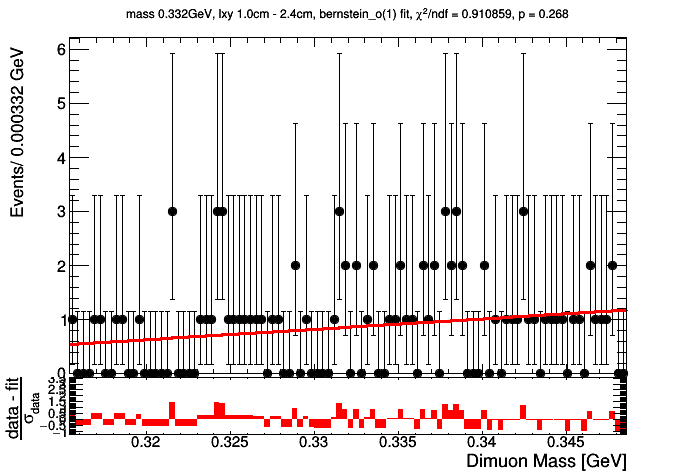 mass 0.332GeV, lxy 1.0cm - 2.4cm, bernstein_o(1) fit, χ²/ndf = 0.910859, p = 0.268
Events/ 0.000332 GeV
6
5
4
3
2
1
0
data - fit
σdata
0.32 0.325 0.33 0.335 0.34 0.345
Dimuon Mass [GeV]